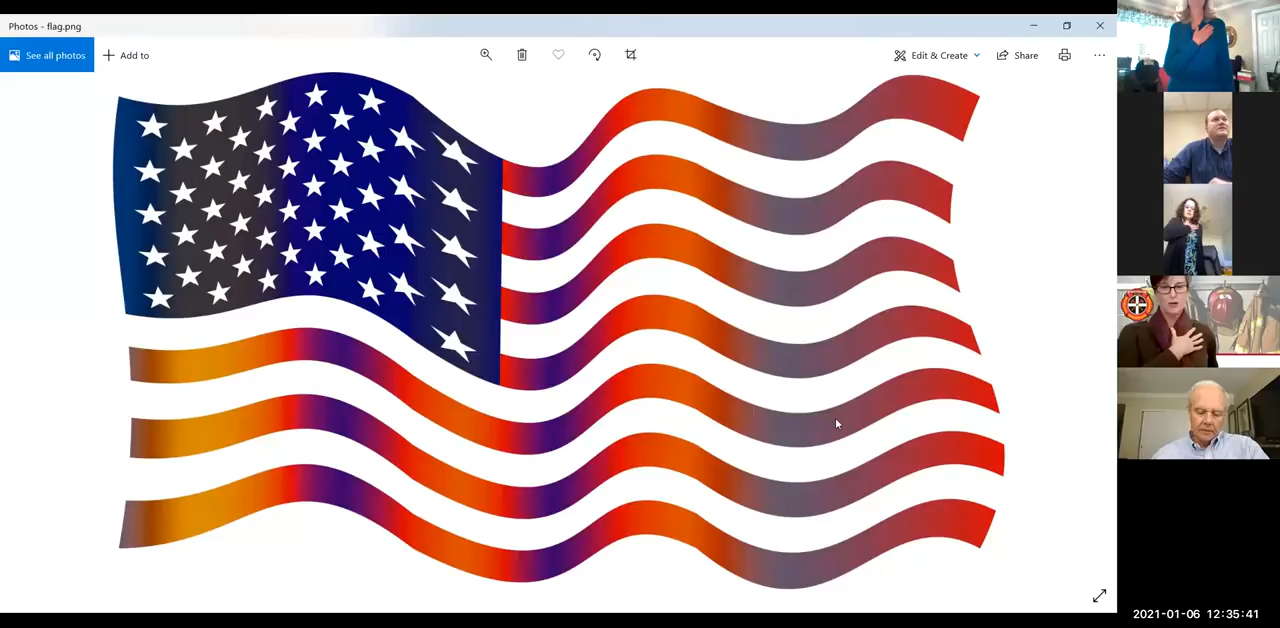 Photos - flag.png
See all photos
Add to
Edit & Create
Share
2021-01-06 12:35:41